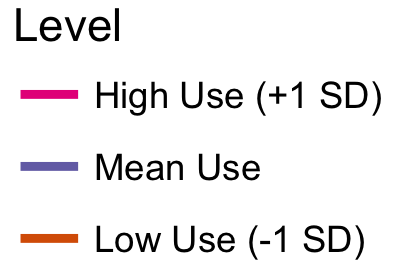 Level
High Use (+1 SD)
Mean Use
Low Use (-1 SD)